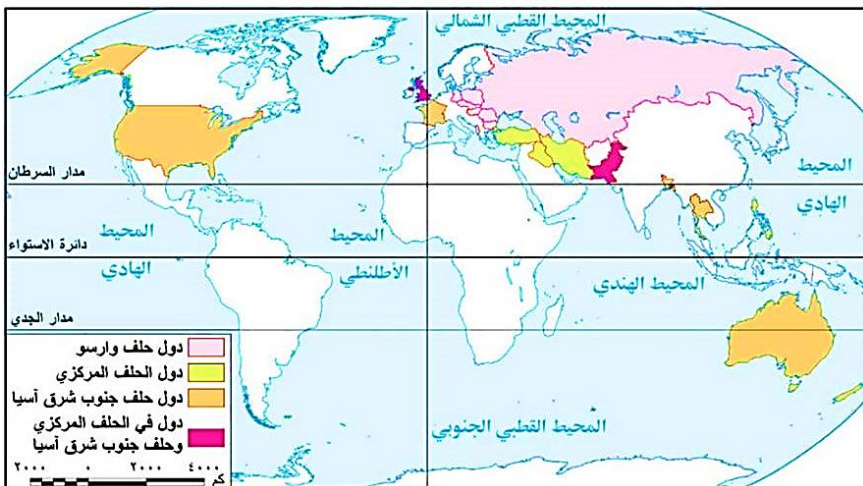 المحيط القطبي الشمالي
مدار السرطان
المحيط
الهادي
دائرة الاستواء
المحيط
الهادي
المحيط
الأطلنطي
المحيط الهندي
مدار الجدي
المحيط القطبي الجنوبي
دول حلف وارسو
دول الحلف المركزي
دول حلف جنوب شرق آسيا
دول في الحلف المركزي
وحلف جنوب شرق آسيا
٢٠٠٠ ٠ ٢٠٠٠ ٤٠٠٠
كم